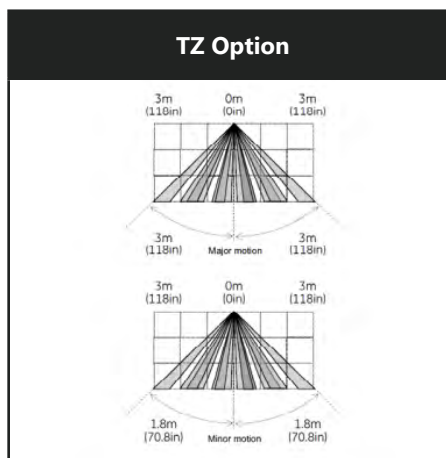 TZ Option
3m 0m 3m
(118in) (0in) (118in)
3m 3m
(118in) Major motion (118in)
3m 0m 3m
(118in) (0in) (118in)
1.8m 1.8m
(70.8in) Minor motion (70.8in)